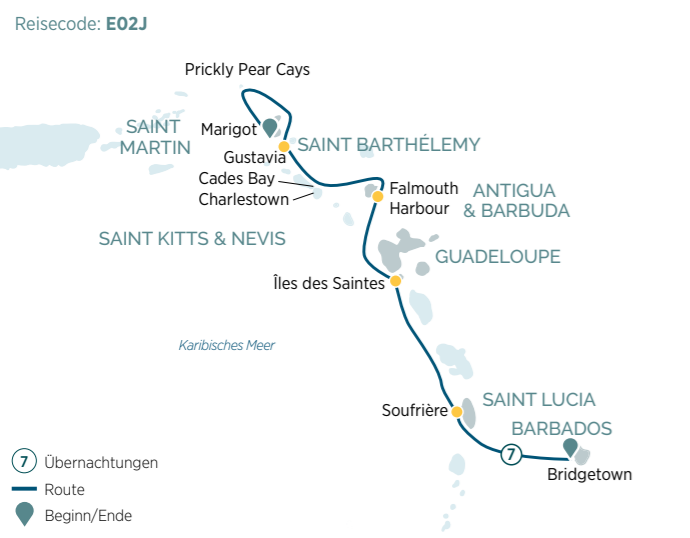 Reisecode: E02J
Prickly Pear Cays
SAINT
MARTIN
Marigot
SAINT BARTHÉLEMY
Gustavia
Cades Bay
Charlestown
Falmouth
Harbour
ANTIGUA
& BARBUDA
SAINT KITTS & NEVIS
GUADELOUPE
Îles des Saintes
Karibisches Meer
SAINT LUCIA
Soufrière
BARBADOS
7
Bridgetown
7 Übernachtungen
Route
Beginn/Ende